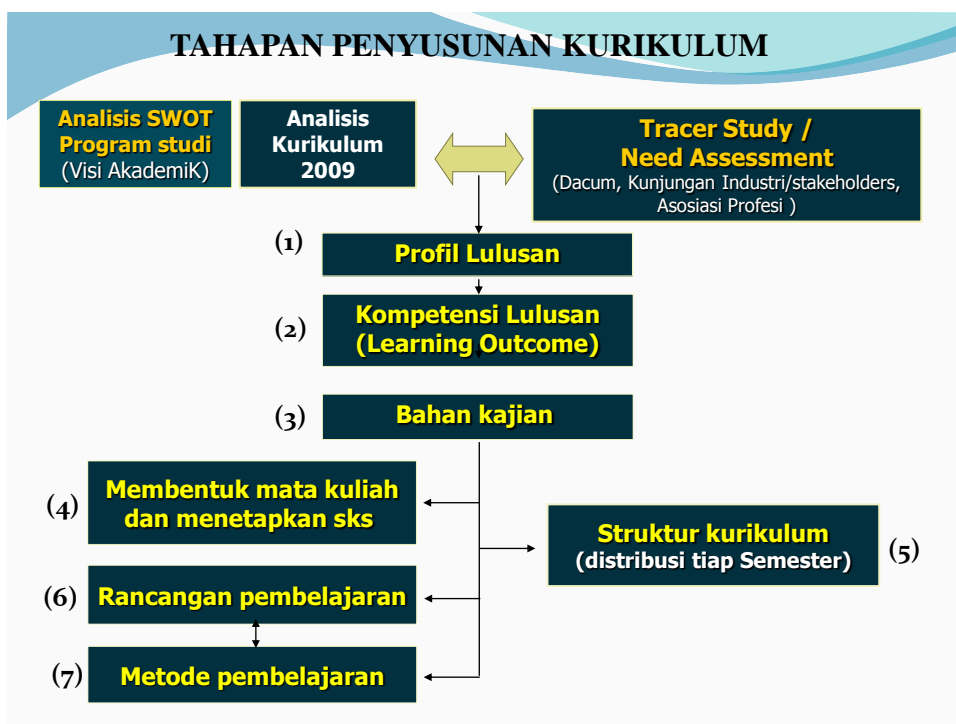 TAHAPAN PENYUSUNAN KURIKULUM
Analisis SWOT
Program studi
(Visi AkademiK)
Analisis
Kurikulum
2009
Tracer Study /
Need Assessment
(Dacum, Kunjungan Industri/stakeholders,
Asosiasi Profesi )
(1)
Profil Lulusan
(2)
Kompetensi Lulusan
(Learning Outcome)
(3)
Bahan kajian
(4)
Membentuk mata kuliah
dan menetapkan sks
Struktur kurikulum
(distribusi tiap Semester)
(5)
(6)
Rancangan pembelajaran
(7)
Metode pembelajaran